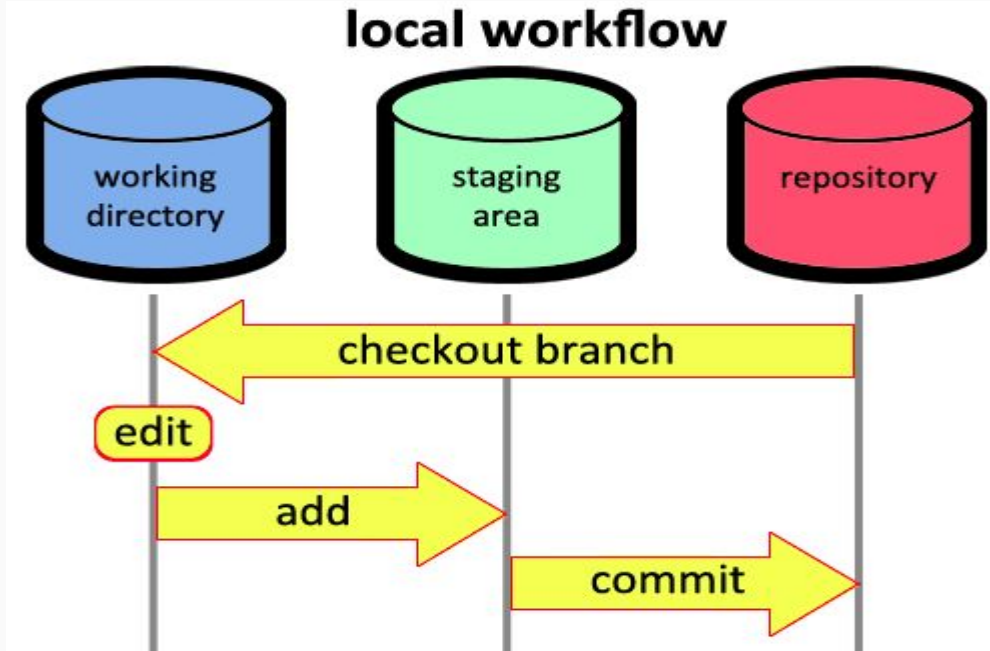 local workflow
working
directory
staging
area
repository
checkout branch
edit
add
commit